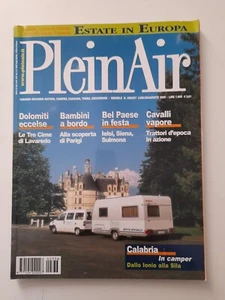 ESTATE IN EUROPA
PleinAir
Dolomiti
eccelse
Le Tre Cime
di Lavaredo
Bambini
a bordo
Alla scoperta
di Parigi
Bel Paese
in festa
Iesi, Siena,
Sulmona
Cavalli
vapore
Trattori d'epoca
in azione
Calabria
In camper
Dallo Ionio alla Sila